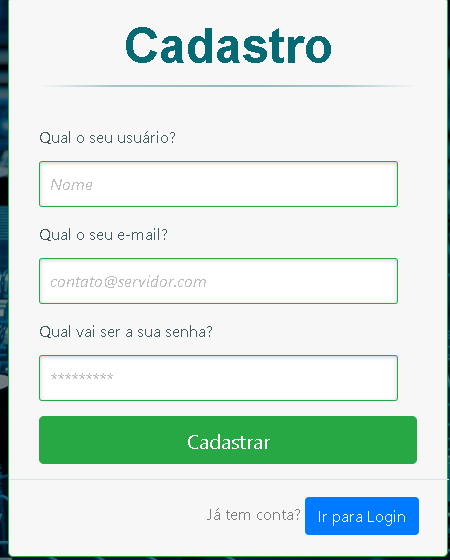 Cadastro
Qual o seu usuário?
Nome
Qual o seu e-mail?
contato@servidor.com
Qual vai ser a sua senha?
*********
Cadastrar
Já tem conta? Ir para Login